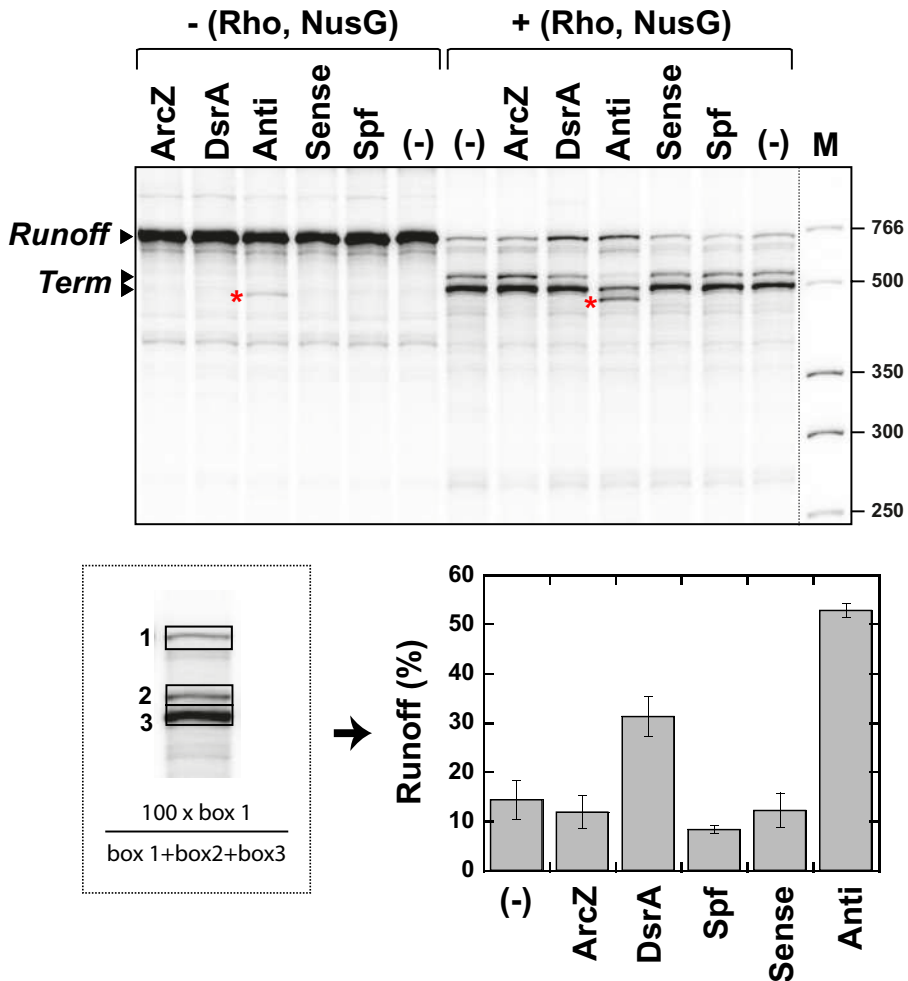 - (Rho, NusG) + (Rho, NusG)
ArcZ DsrA Anti Sense Spf (-) (-) ArcZ DsrA Anti Sense Spf (-) M
Runoff
766
Term
500
*
*
350
300
250
1
2
3
100 x box 1
box 1+box2+box3
Runoff (%)
60
50
40
30
20
10
0
(-) ArcZ DsrA Spf Sense Anti